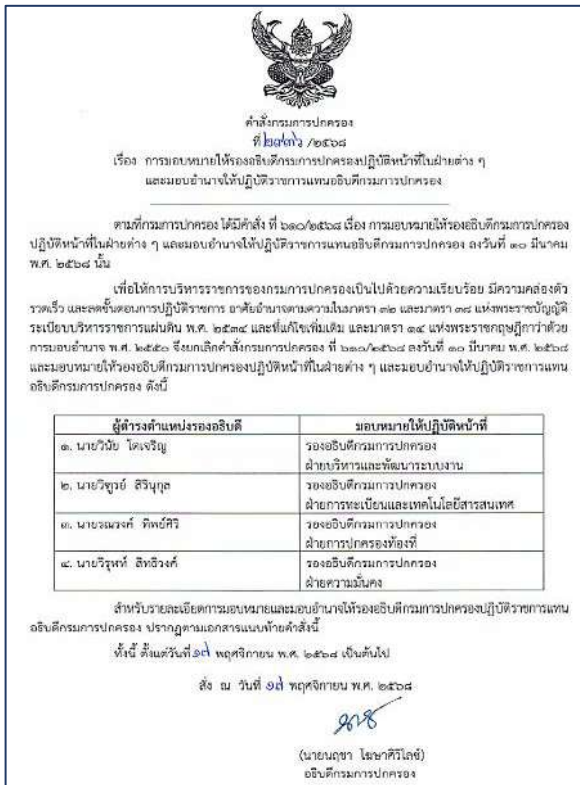 คำสั่งกรมการปกครอง
ที่ /๒๕๖๘
เรื่อง การมอบหมายให้รองอธิบดีกรมการปกครองปฏิบัติหน้าที่ในฝ่ายต่าง ๆ
และมอบอำนาจให้ปฏิบัติราชการแทนอธิบดีกรมการปกครอง
ตามที่กรมการปกครอง ได้มีคำสั่ง ที่ ๖๑๐/๒๕๖๘ เรื่อง การมอบหมายให้รองอธิบดีกรมการปกครอง
ปฏิบัติหน้าที่ในฝ่ายต่าง ๆ และมอบอำนาจให้ปฏิบัติราชการแทนอธิบดีกรมการปกครอง ลงวันที่ ๑๐ มีนาคม
พ.ศ. ๒๕๖๘ นั้น
เพื่อให้การบริหารราชการของกรมการปกครองเป็นไปด้วยความเรียบร้อย มีความคล่องตัว
รวดเร็ว และลดขั้นตอนการปฏิบัติราชการ อาศัยอำนาจตามความในมาตรา ๓๒ และมาตรา ๓๘ แห่งพระราชบัญญัติ
ระเบียบบริหารราชการแผ่นดิน พ.ศ. ๒๕๓๔ และที่แก้ไขเพิ่มเติม และมาตรา ๑๔ แห่งพระราชกฤษฎีกาว่าด้วย
การมอบอำนาจ พ.ศ. ๒๕๕๐ จึงยกเลิกคำสั่งกรมการปกครอง ที่ ๖๑๐/๒๕๖๘ ลงวันที่ ๑๐ มีนาคม พ.ศ. ๒๕๖๘
และมอบหมายให้รองอธิบดีกรมการปกครองปฏิบัติหน้าที่ในฝ่ายต่าง ๆ และมอบอำนาจให้ปฏิบัติราชการแทน
อธิบดีกรมการปกครอง ดังนี้
ผู้ดำรงตำแหน่งรองอธิบดี มอบหมายให้ปฏิบัติหน้าที่
๑. นายวินัย โตเจริญ รองอธิบดีกรมการปกครอง
ฝ่ายบริหารและพัฒนาระบบงาน
๒. นายวิฑูรย์ สิรินุกุล รองอธิบดีกรมการปกครอง
ฝ่ายการทะเบียนและเทคโนโลยีสารสนเทศ
๓. นายรณรงค์ ทิพย์ศิริ รองอธิบดีกรมการปกครอง
ฝ่ายการปกครองท้องที่
๔. นายวิรุฬห์ สิทธิวงศ์ รองอธิบดีกรมการปกครอง
ฝ่ายความมั่นคง
สำหรับรายละเอียดการมอบหมายและมอบอำนาจให้รองอธิบดีกรมการปกครองปฏิบัติราชการแทน
อธิบดีกรมการปกครอง ปรากฏตามเอกสารแนบท้ายคำสั่งนี้
ทั้งนี้ ตั้งแต่วันที่ ๑๗ พฤศจิกายน พ.ศ. ๒๕๖๘ เป็นต้นไป
สั่ง ณ วันที่ ๑๗ พฤศจิกายน พ.ศ. ๒๕๖๘
(นายนฤชา โฆษาศิวิไลซ์)
อธิบดีกรมการปกครอง